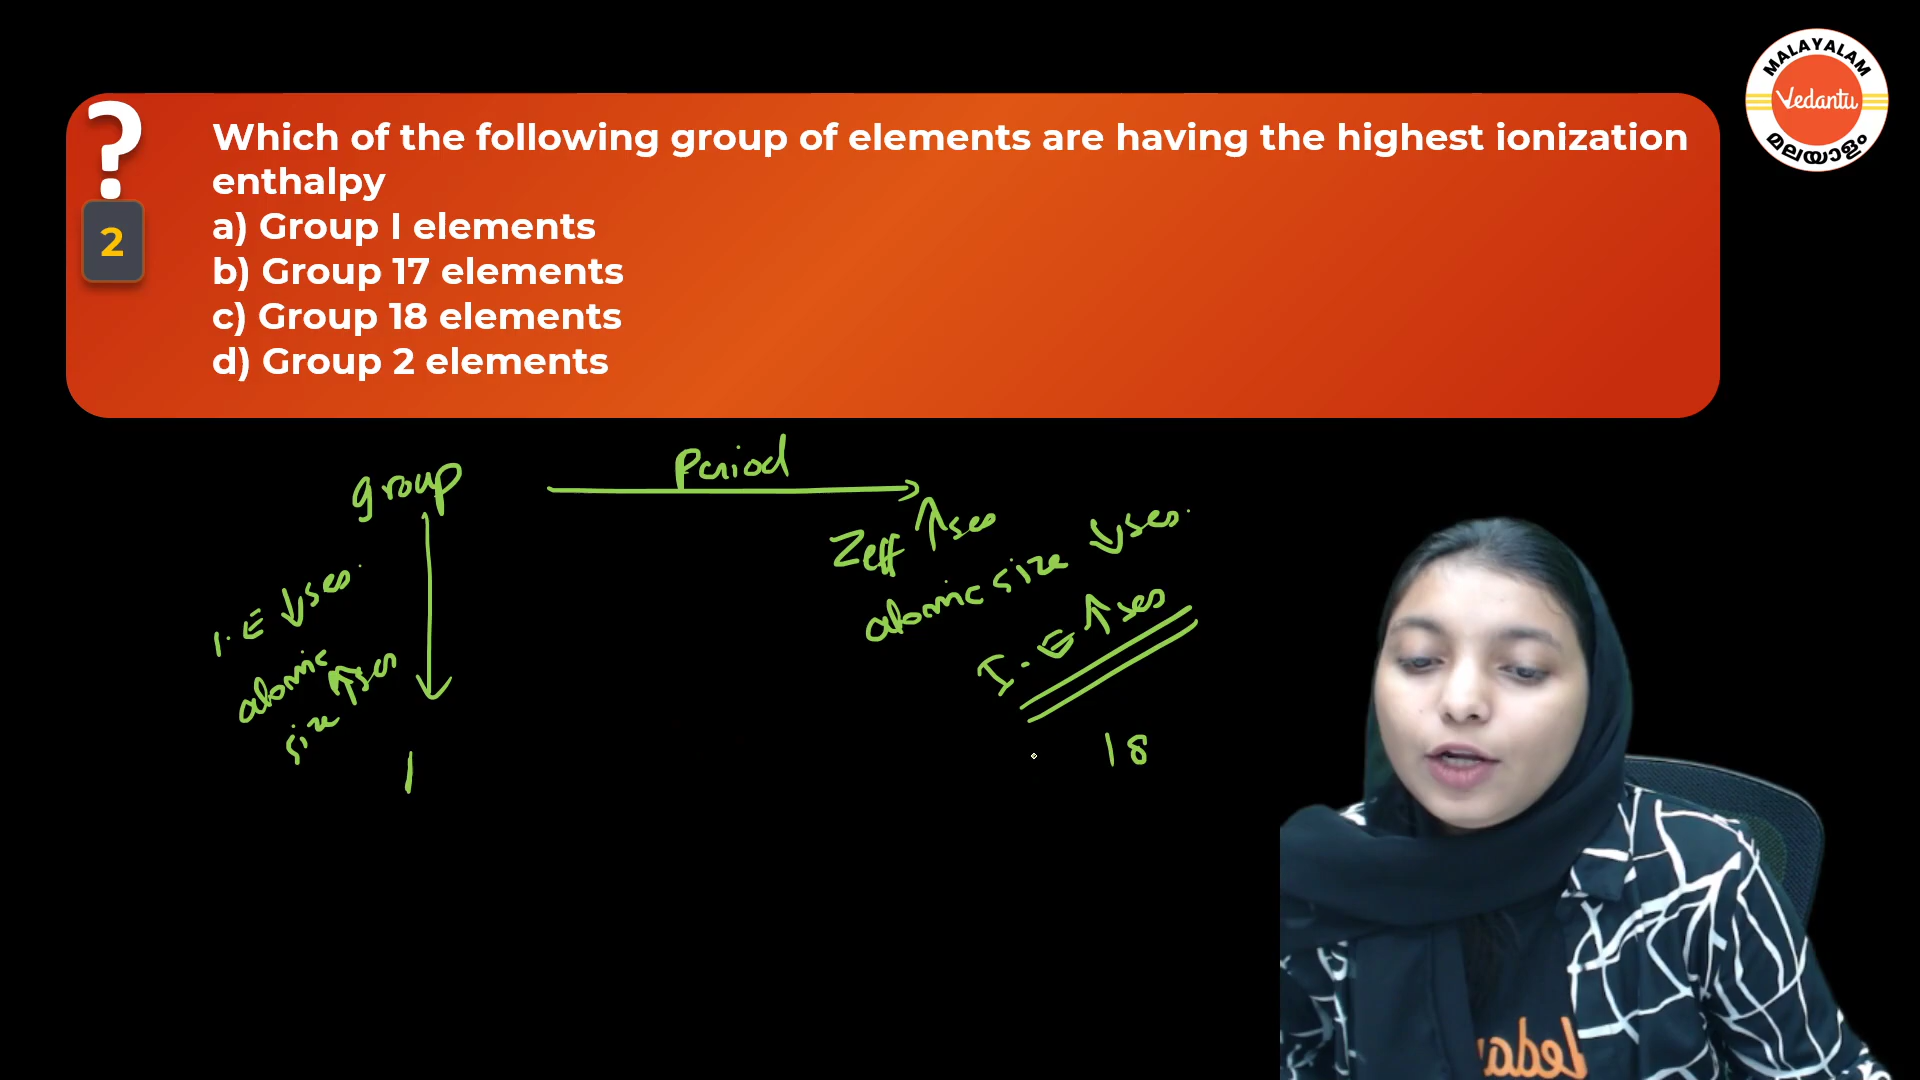 MALAYALAM
Vedantu
മലയാളം
?
2
Which of the following group of elements are having the highest ionization
enthalpy
a) Group I elements
b) Group 17 elements
c) Group 18 elements
d) Group 2 elements
group
Period
Zeff ↑ses
atomic size ↓ses.
I.E ↑ses
I.E ↓ses.
atomic
size ↑ses
1
18
Veda